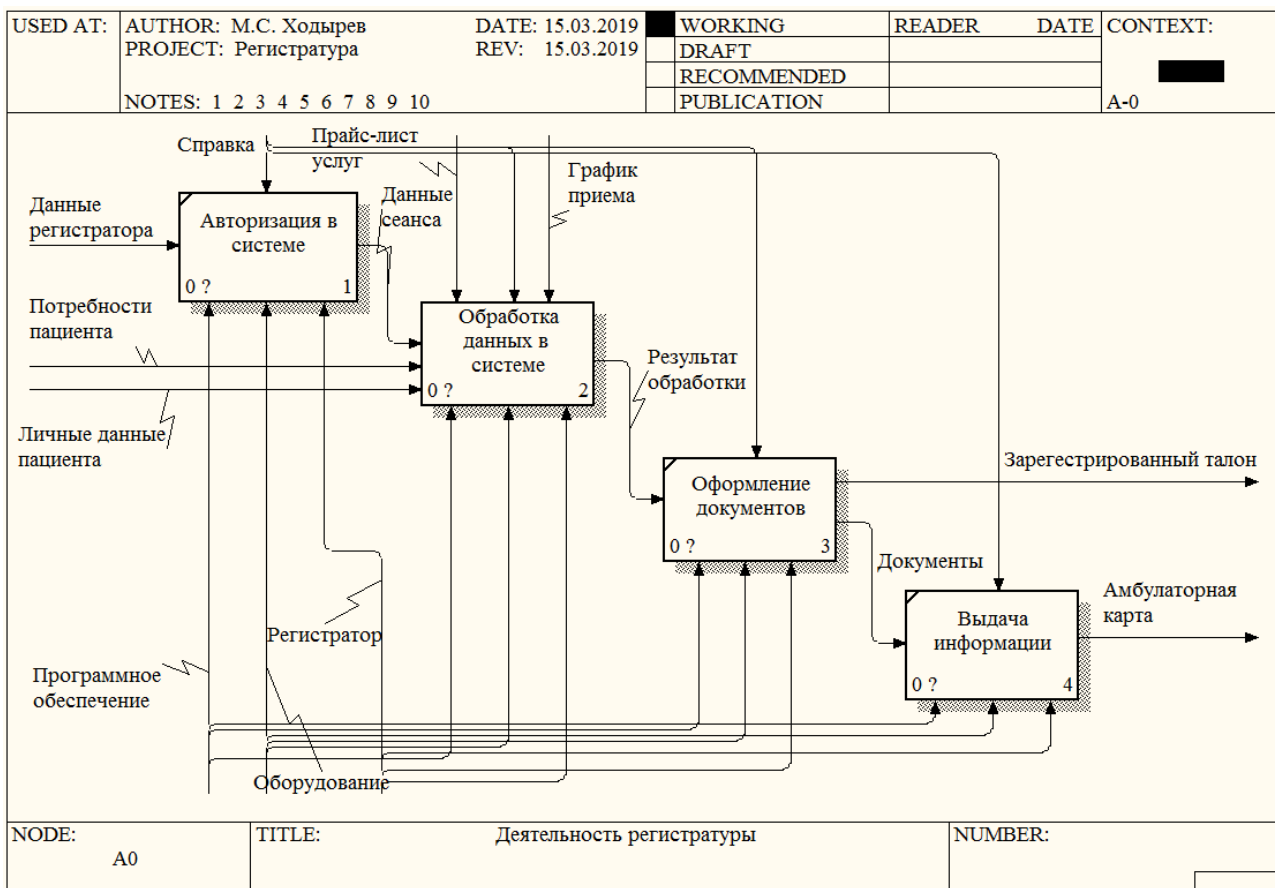 USED AT:
AUTHOR: М.С. Ходырев
DATE: 15.03.2019
PROJECT: Регистратура
REV: 15.03.2019
NOTES: 1 2 3 4 5 6 7 8 9 10
WORKING
DRAFT
RECOMMENDED
PUBLICATION
READER
DATE
CONTEXT:
A-0
Справка
Прайс-лист
услуг
График
приема
Данные
сеанса
Данные
регистратора
Авторизация в
системе
0 ?
1
Потребности
пациента
Обработка
данных в
системе
0 ?
2
Результат
обработки
Личные данные
пациента
Зарегестрированный талон
Оформление
документов
0 ?
3
Документы
Амбулаторная
карта
Выдача
информации
0 ?
4
Регистратор
Программное
обеспечение
Оборудование
NODE:
A0
TITLE:
Деятельность регистратуры
NUMBER: